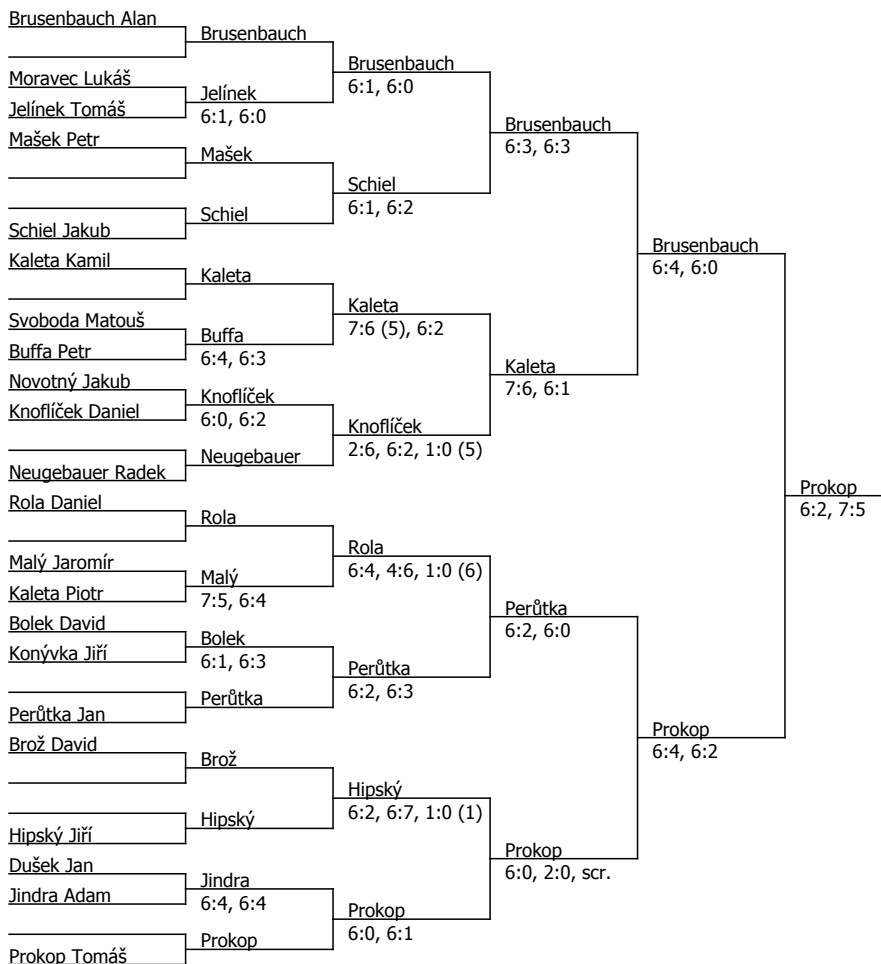 Brusenbauch Alan
Moravec Lukáš
Jelínek Tomáš
Mašek Petr
Schiel Jakub
Kaleta Kamil
Svoboda Matouš
Buffa Petr
Novotný Jakub
Knoflíček Daniel
Neugebauer Radek
Rola Daniel
Malý Jaromír
Kaleta Piotr
Bolek David
Konývka Jiří
Perůtka Jan
Brož David
Hipský Jiří
Dušek Jan
Jindra Adam
Prokop Tomáš
Brusenbauch
Jelínek
6:1, 6:0
Mašek
Schiel
Kaleta
Buffa
6:4, 6:3
Knoflíček
6:0, 6:2
Neugebauer
Rola
Malý
7:5, 6:4
Bolek
6:1, 6:3
Perůtka
Brož
Hipský
Jindra
6:4, 6:4
Prokop
Brusenbauch
6:1, 6:0
Schiel
6:1, 6:2
Kaleta
7:6 (5), 6:2
Knoflíček
2:6, 6:2, 1:0 (5)
Rola
6:4, 4:6, 1:0 (6)
Perůtka
6:2, 6:3
Hipský
6:2, 6:7, 1:0 (1)
Prokop
6:0, 6:1
Brusenbauch
6:3, 6:3
Kaleta
7:6, 6:1
Perůtka
6:2, 6:0
Prokop
6:0, 2:0, scr.
Brusenbauch
6:4, 6:0
Prokop
6:4, 6:2
Prokop
6:2, 7:5